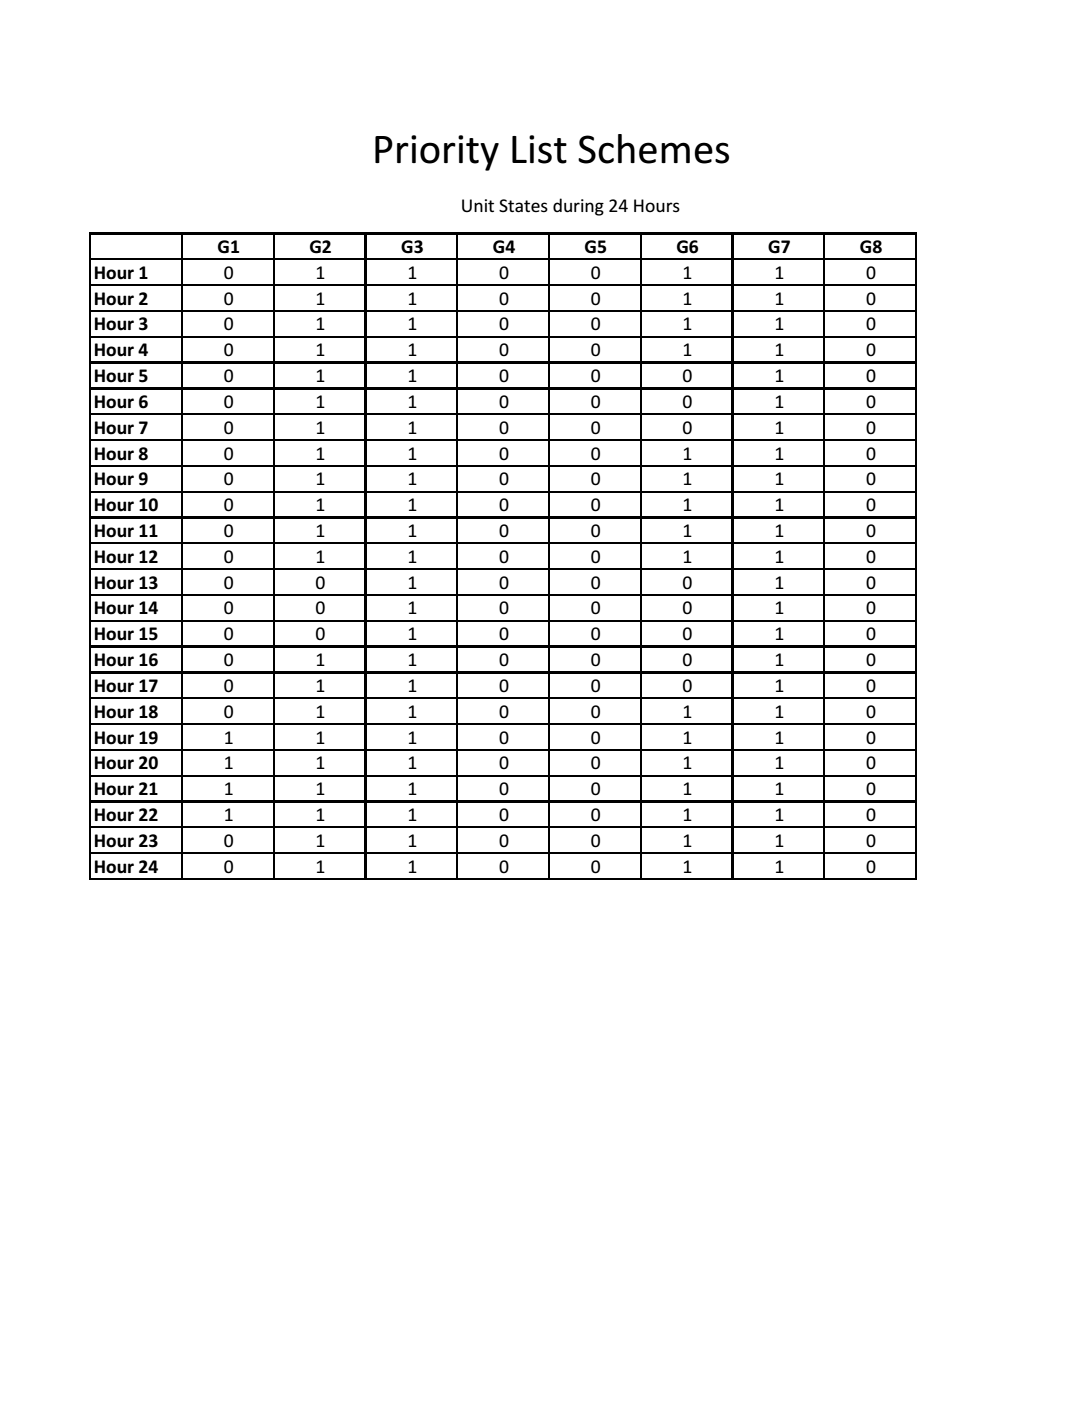 Priority List Schemes
Unit States during 24 Hours
G1 G2 G3 G4 G5 G6 G7 G8
Hour 1 0 1 1 0 0 1 1 0
Hour 2 0 1 1 0 0 1 1 0
Hour 3 0 1 1 0 0 1 1 0
Hour 4 0 1 1 0 0 1 1 0
Hour 5 0 1 1 0 0 0 1 0
Hour 6 0 1 1 0 0 0 1 0
Hour 7 0 1 1 0 0 0 1 0
Hour 8 0 1 1 0 0 1 1 0
Hour 9 0 1 1 0 0 1 1 0
Hour 10 0 1 1 0 0 1 1 0
Hour 11 0 1 1 0 0 1 1 0
Hour 12 0 1 1 0 0 1 1 0
Hour 13 0 0 1 0 0 0 1 0
Hour 14 0 0 1 0 0 0 1 0
Hour 15 0 0 1 0 0 0 1 0
Hour 16 0 1 1 0 0 0 1 0
Hour 17 0 1 1 0 0 0 1 0
Hour 18 0 1 1 0 0 1 1 0
Hour 19 1 1 1 0 0 1 1 0
Hour 20 1 1 1 0 0 1 1 0
Hour 21 1 1 1 0 0 1 1 0
Hour 22 1 1 1 0 0 1 1 0
Hour 23 0 1 1 0 0 1 1 0
Hour 24 0 1 1 0 0 1 1 0